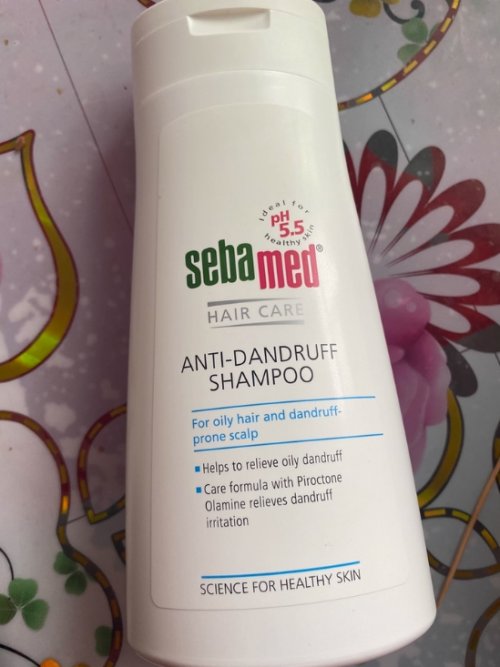 ideal for
pH
5.5
healthy skin
sebamed®
HAIR CARE
ANTI-DANDRUFF
SHAMPOO
For oily hair and dandruff-
prone scalp
▪ Helps to relieve oily dandruff
▪ Care formula with Piroctone
Olamine relieves dandruff
irritation
SCIENCE FOR HEALTHY SKIN